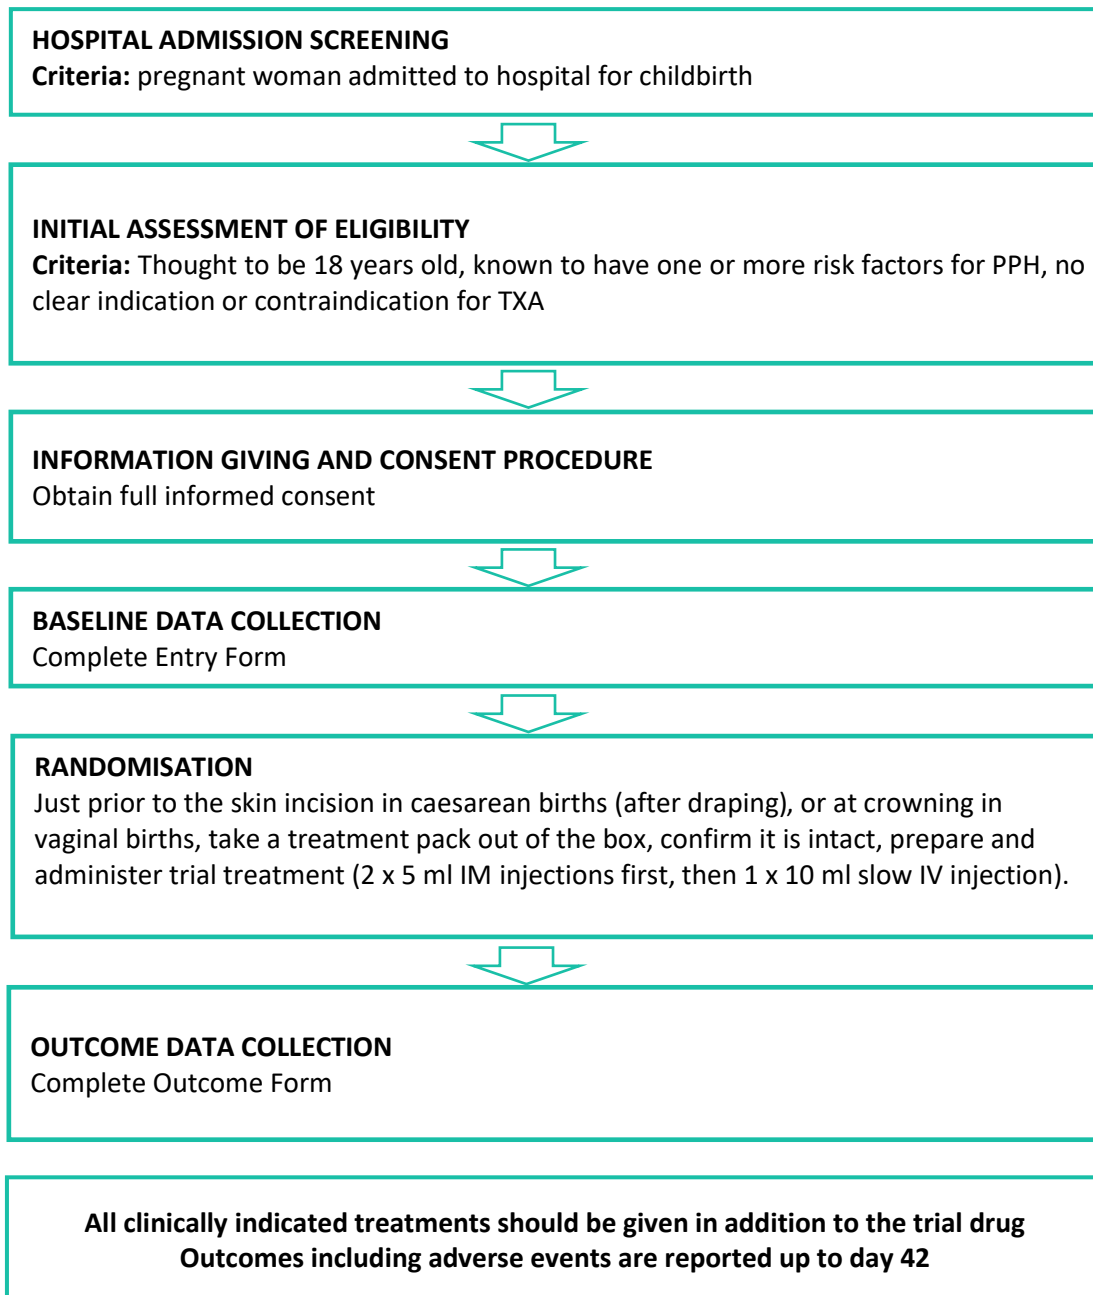 HOSPITAL ADMISSION SCREENING
Criteria: pregnant woman admitted to hospital for childbirth
INITIAL ASSESSMENT OF ELIGIBILITY
Criteria: Thought to be 18 years old, known to have one or more risk factors for PPH, no
clear indication or contraindication for TXA
INFORMATION GIVING AND CONSENT PROCEDURE
Obtain full informed consent
BASELINE DATA COLLECTION
Complete Entry Form
RANDOMISATION
Just prior to the skin incision in caesarean births (after draping), or at crowning in
vaginal births, take a treatment pack out of the box, confirm it is intact, prepare and
administer trial treatment (2 x 5 ml IM injections first, then 1 x 10 ml slow IV injection).
OUTCOME DATA COLLECTION
Complete Outcome Form
All clinically indicated treatments should be given in addition to the trial drug
Outcomes including adverse events are reported up to day 42